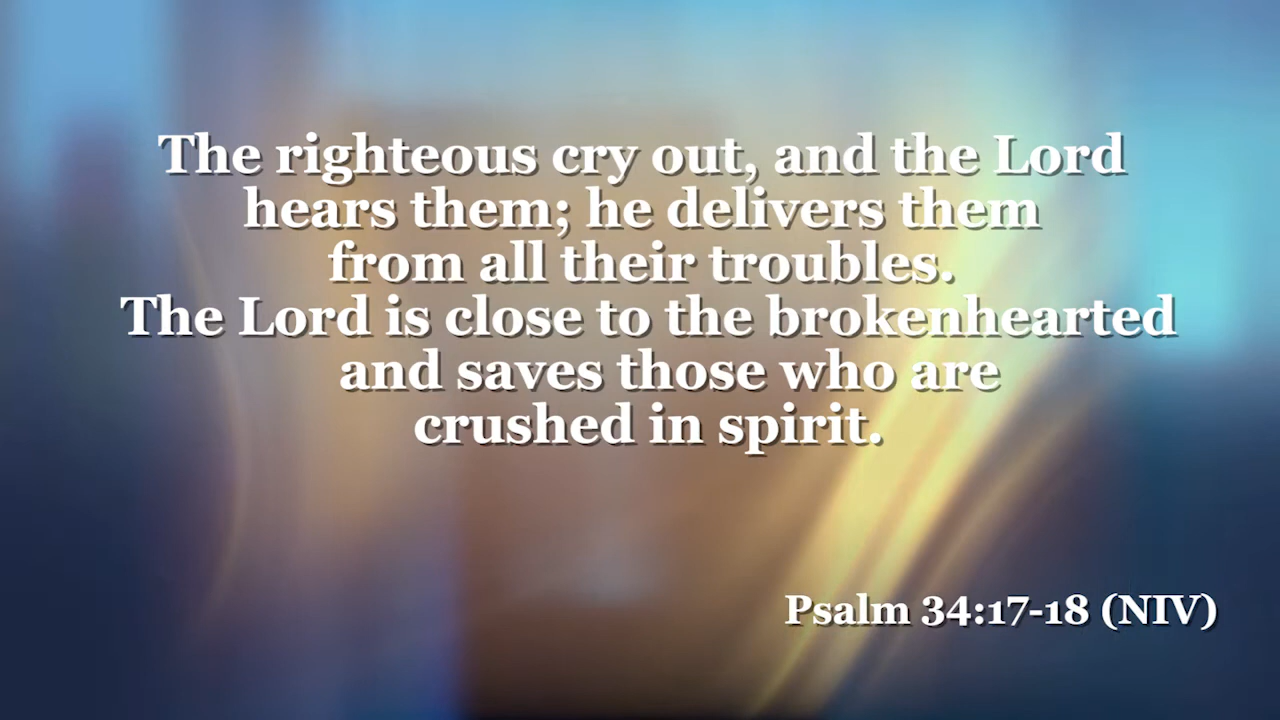 The righteous cry out, and the Lord
hears them; he delivers them
from all their troubles.
The Lord is close to the brokenhearted
and saves those who are
crushed in spirit.
Psalm 34:17-18 (NIV)